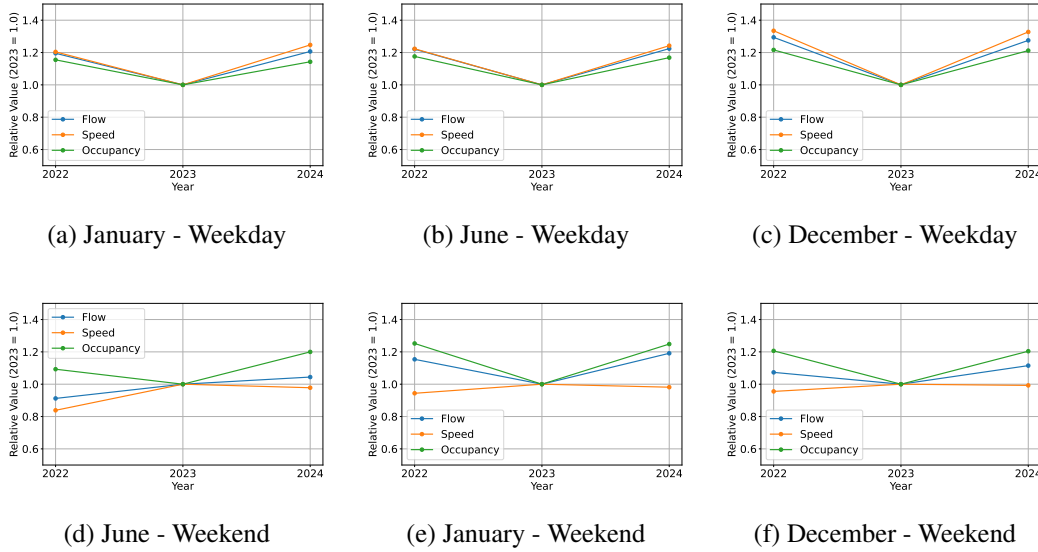 1.4
1.2
1.0
0.8
0.6
Relative Value (2023 = 1.0)
Flow
Speed
Occupancy
2022 2023 2024
Year
(a) January - Weekday
1.4
1.2
1.0
0.8
0.6
Relative Value (2023 = 1.0)
Flow
Speed
Occupancy
2022 2023 2024
Year
(b) June - Weekday
1.4
1.2
1.0
0.8
0.6
Relative Value (2023 = 1.0)
Flow
Speed
Occupancy
2022 2023 2024
Year
(c) December - Weekday
1.4
1.2
1.0
0.8
0.6
Relative Value (2023 = 1.0)
Flow
Speed
Occupancy
2022 2023 2024
Year
(d) June - Weekend
1.4
1.2
1.0
0.8
0.6
Relative Value (2023 = 1.0)
Flow
Speed
Occupancy
2022 2023 2024
Year
(e) January - Weekend
1.4
1.2
1.0
0.8
0.6
Relative Value (2023 = 1.0)
Flow
Speed
Occupancy
2022 2023 2024
Year
(f) December - Weekend